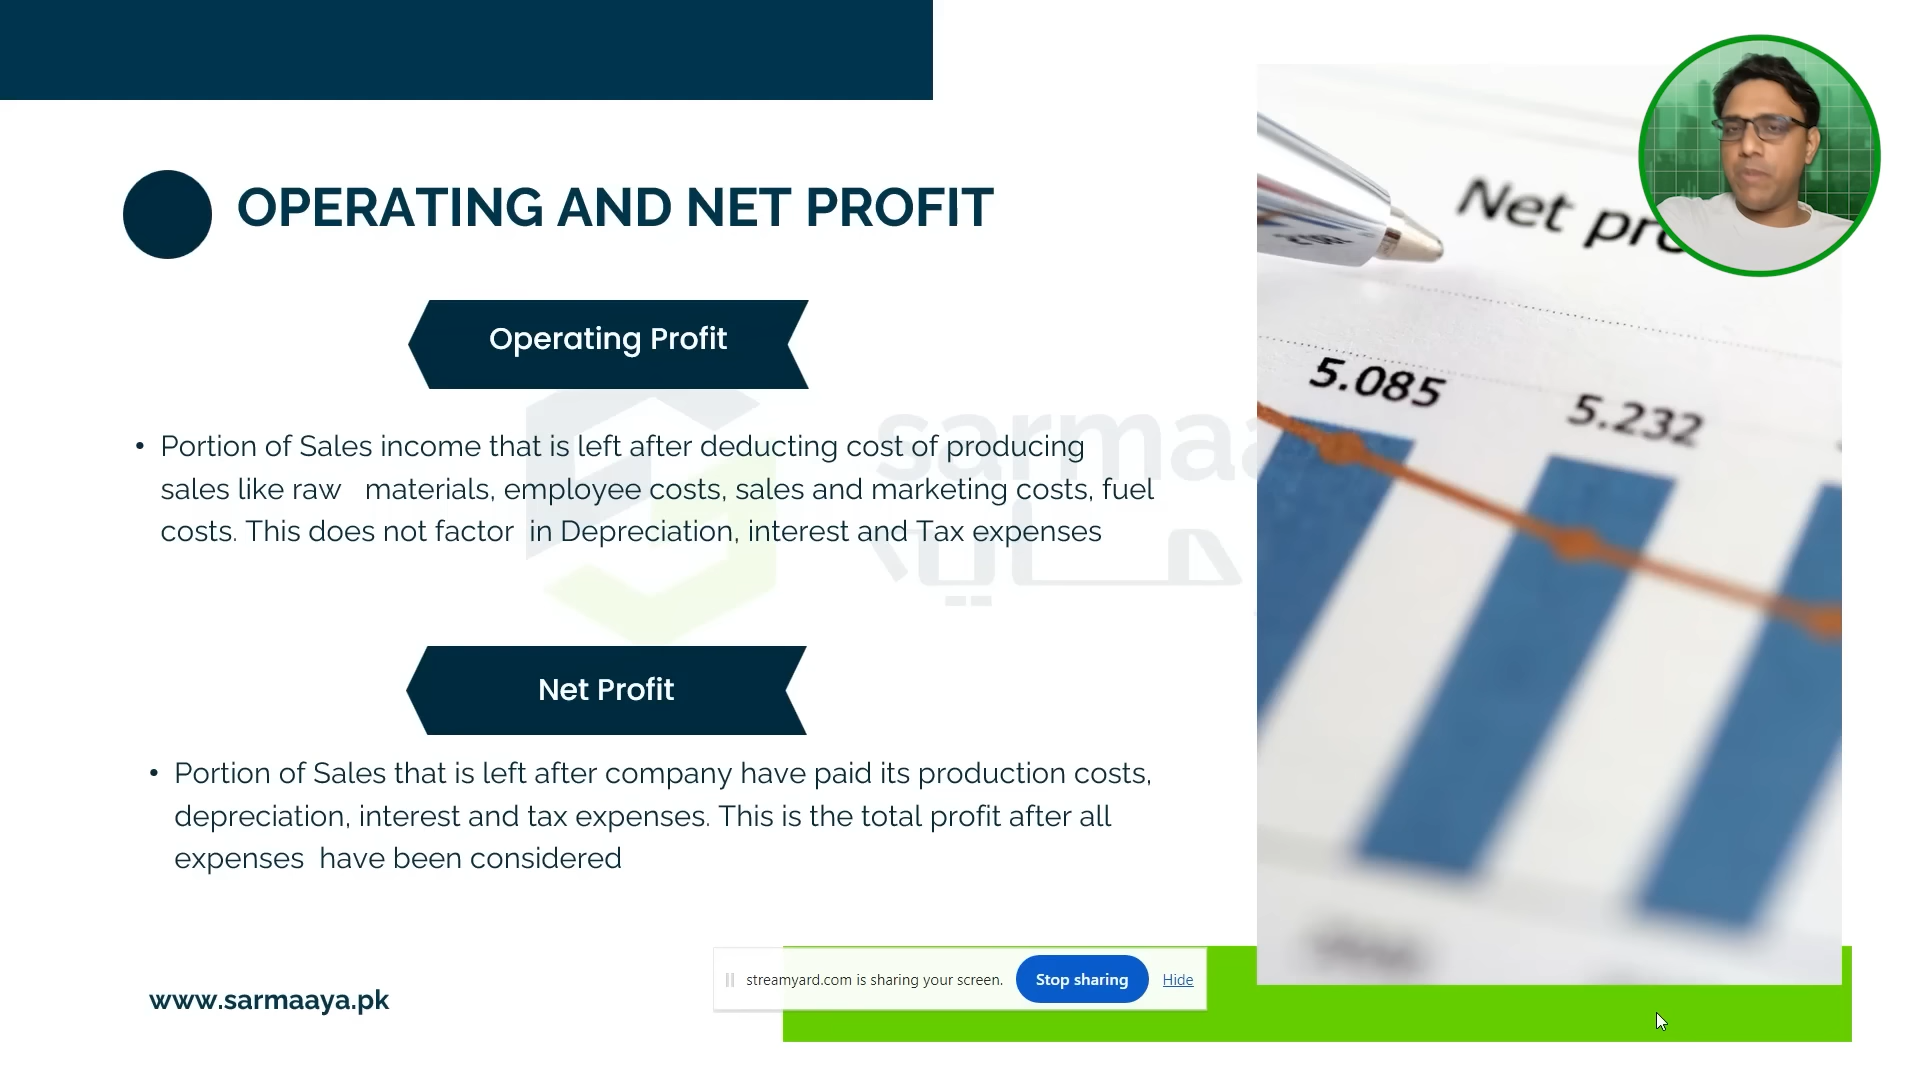 OPERATING AND NET PROFIT
Operating Profit
• Portion of Sales income that is left after deducting cost of producing
sales like raw materials, employee costs, sales and marketing costs, fuel
costs. This does not factor in Depreciation, interest and Tax expenses
Net Profit
• Portion of Sales that is left after company have paid its production costs,
depreciation, interest and tax expenses. This is the total profit after all
expenses have been considered
www.sarmaaya.pk
streamyard.com is sharing your screen. Stop sharing Hide
Net
5.085
5.232
sarmaa